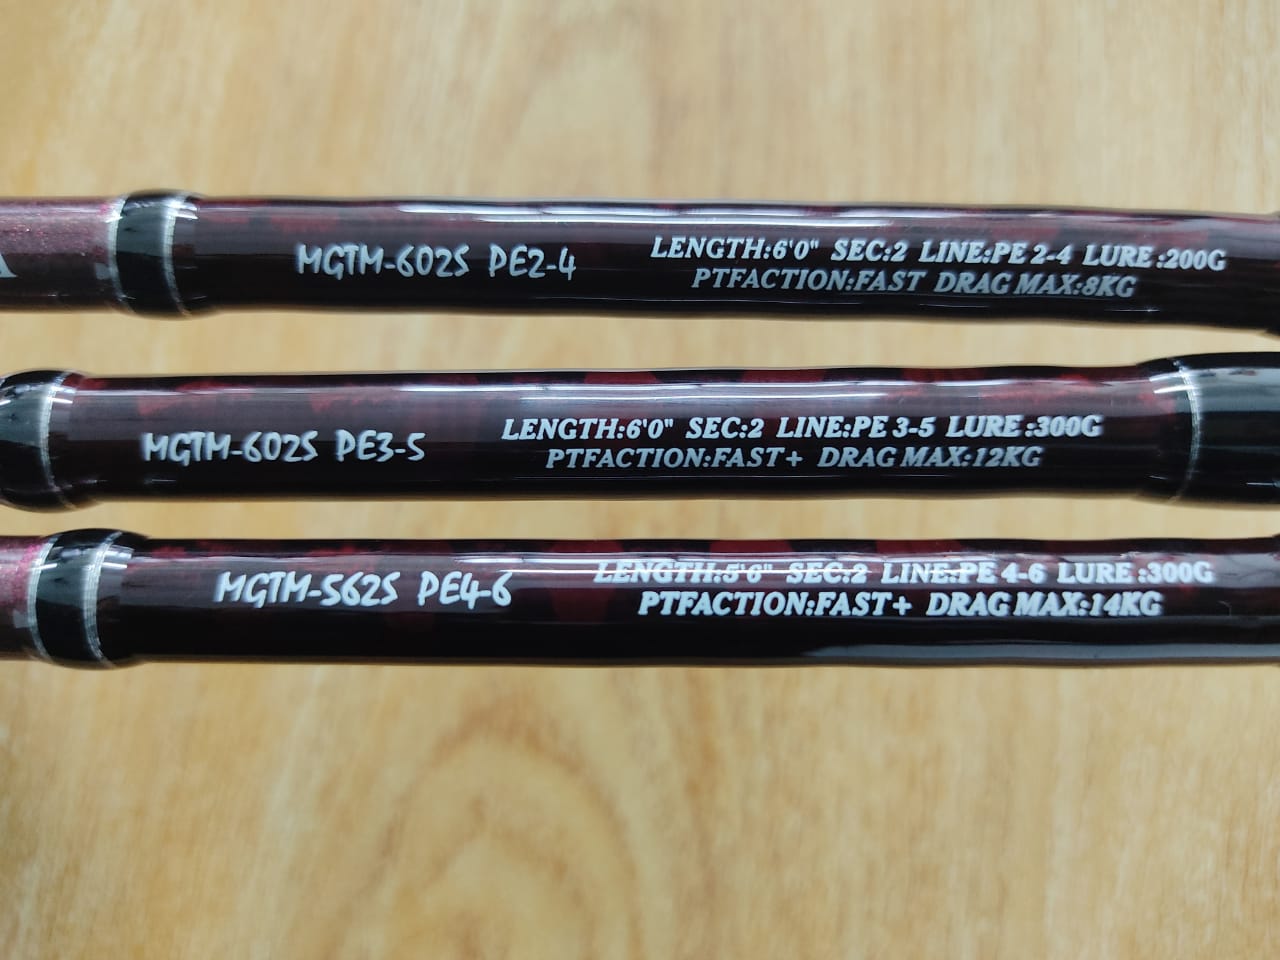 MGTM-602S PE2-4
LENGTH:6'0" SEC:2 LINE:PE 2-4 LURE :200G
PTFACTION:FAST DRAG MAX:8KG
MGTM-602S PE3-5
LENGTH:6'0" SEC:2 LINE:PE 3-5 LURE :300G
PTFACTION:FAST+ DRAG MAX:12KG
MGTM-562S PE4-6
LENGTH:5'6" SEC:2 LINE:PE 4-6 LURE :300G
PTFACTION:FAST+ DRAG MAX:14KG